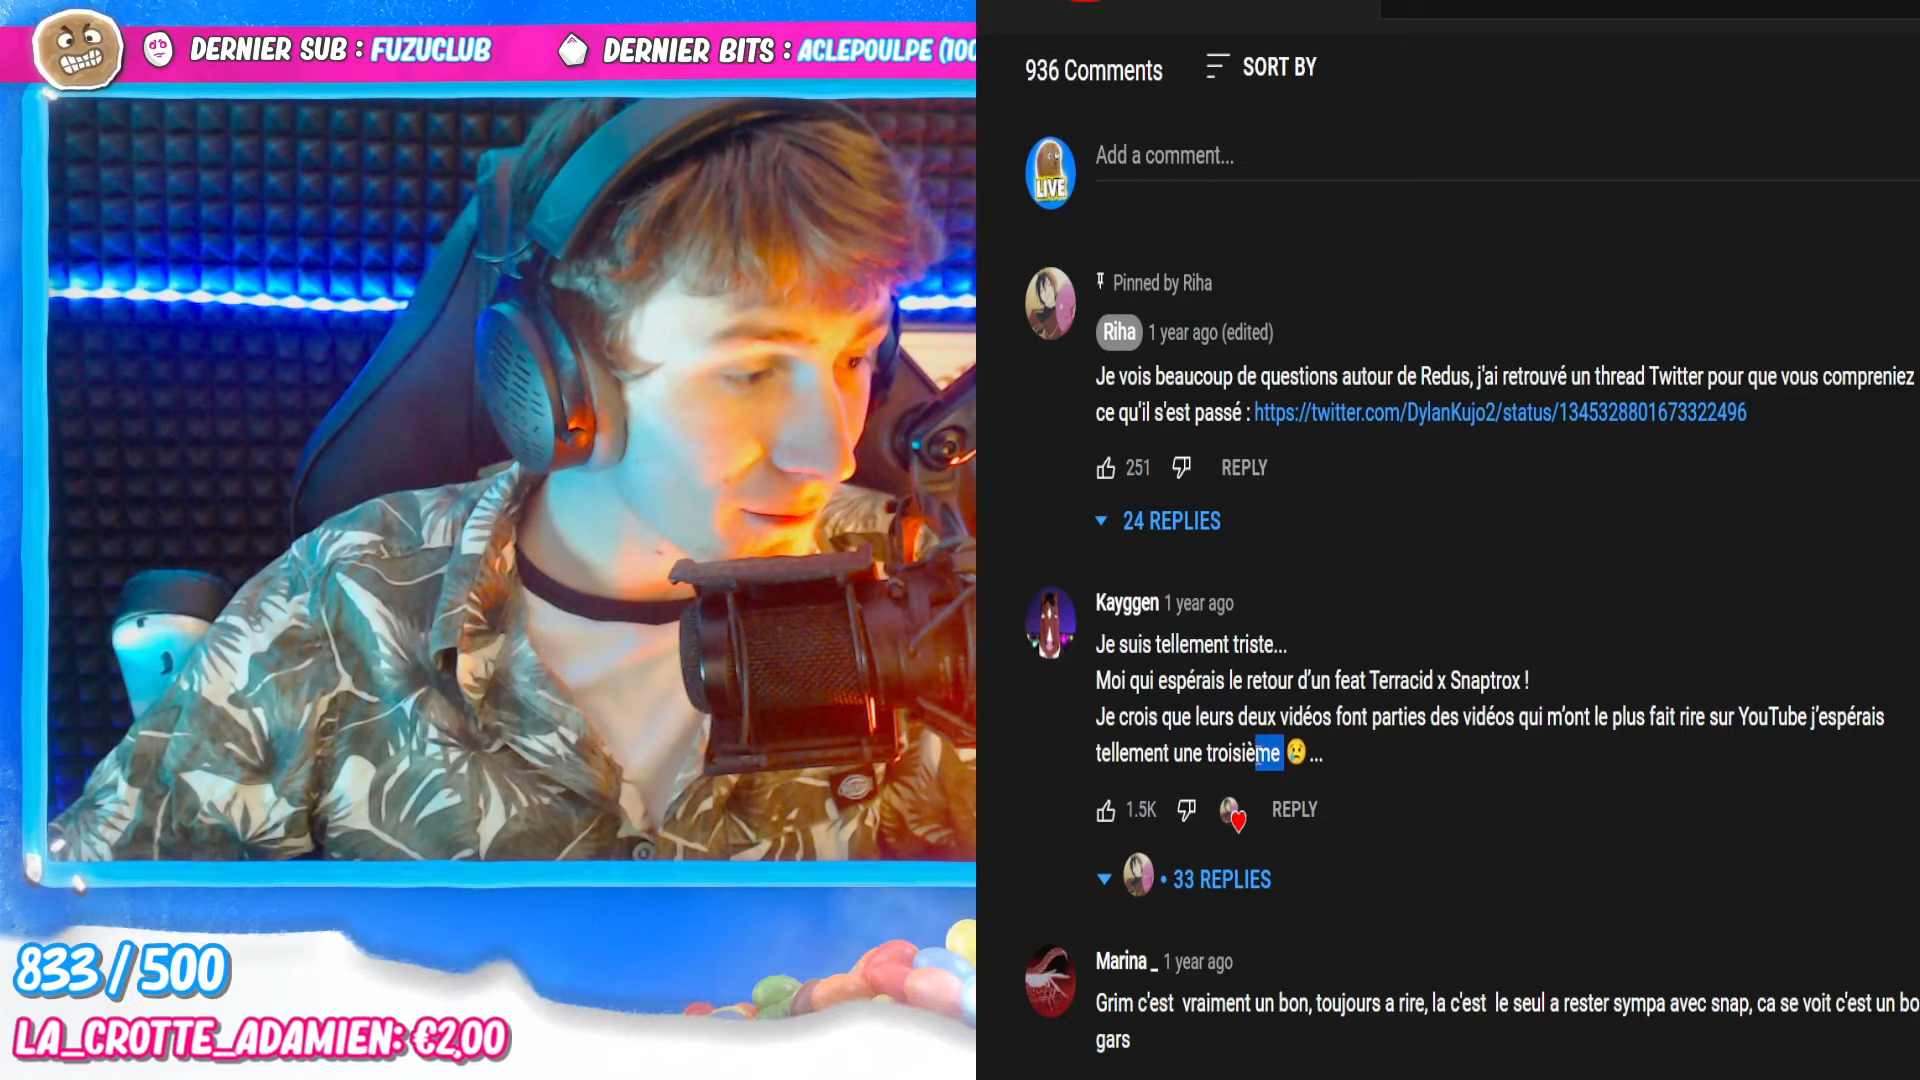 DERNIER SUB : FUZUCLUB
DERNIER BITS : ACLEPOULPE (100
936 Comments
SORT BY
LIVE
Add a comment...
Pinned by Riha
Riha 1 year ago (edited)
Je vois beaucoup de questions autour de Redus, j'ai retrouvé un thread Twitter pour que vous compreniez
ce qu'il s'est passé : https://twitter.com/DylanKujo2/status/1345328801673322496
251 REPLY
24 REPLIES
Kayggen 1 year ago
Je suis tellement triste...
Moi qui espérais le retour d’un feat Terracid x Snaptrox !
Je crois que leurs deux vidéos font parties des vidéos qui m’ont le plus fait rire sur YouTube j’espérais
tellement une troisième 😢...
1.5K REPLY
• 33 REPLIES
Marina _ 1 year ago
Grim c'est vraiment un bon, toujours a rire, la c'est le seul a rester sympa avec snap, ca se voit c'est un bo
gars
833 / 500
LA_CROTTE_ADAMIEN: €2,00